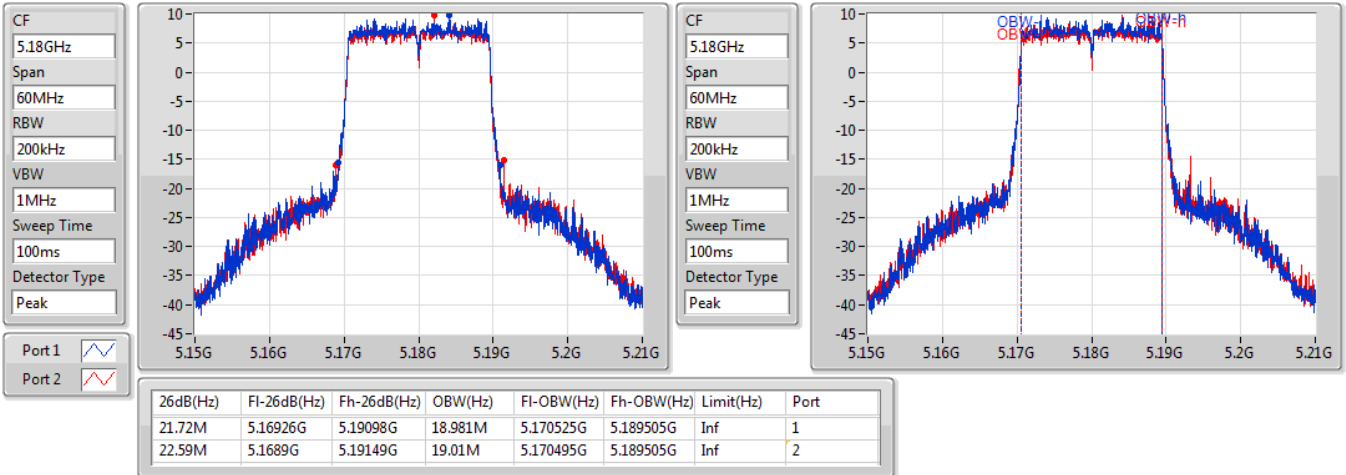 CF
5.18GHz
Span
60MHz
RBW
200kHz
VBW
1MHz
Sweep Time
100ms
Detector Type
Peak
Port 1
Port 2
10
5
0
-5
-10
-15
-20
-25
-30
-35
-40
-45
5.15G 5.16G 5.17G 5.18G 5.19G 5.2G 5.21G
CF
5.18GHz
Span
60MHz
RBW
200kHz
VBW
1MHz
Sweep Time
100ms
Detector Type
Peak
10
5
0
-5
-10
-15
-20
-25
-30
-35
-40
-45
5.15G 5.16G 5.17G 5.18G 5.19G 5.2G 5.21G
26dB(Hz) Fl-26dB(Hz) Fh-26dB(Hz) OBW(Hz) Fl-OBW(Hz) Fh-OBW(Hz) Limit(Hz) Port
21.72M 5.16926G 5.19098G 18.981M 5.170525G 5.189505G Inf 1
22.59M 5.1689G 5.19149G 19.01M 5.170495G 5.189505G Inf 2